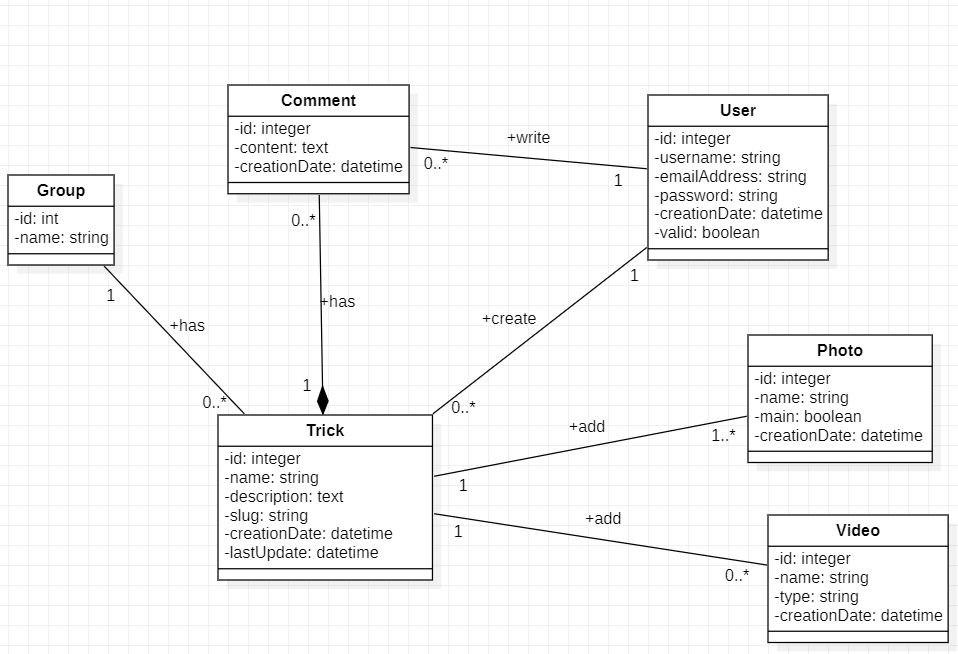 Comment
-id: integer
-content: text
-creationDate: datetime
User
-id: integer
-username: string
-emailAddress: string
-password: string
-creationDate: datetime
-valid: boolean
+write
0..*
1
Group
-id: int
-name: string
0..*
1
+has
1
+has
+create
1
0..*
1
0..*
Photo
-id: integer
-name: string
-main: boolean
-creationDate: datetime
Trick
-id: integer
-name: string
-description: text
-slug: string
-creationDate: datetime
-lastUpdate: datetime
+add
1..*
1
+add
1
0..*
Video
-id: integer
-name: string
-type: string
-creationDate: datetime